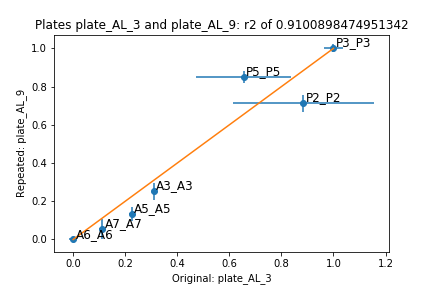 Plates plate_AL_3 and plate_AL_9: r2 of 0.9100898474951342
Repeated: plate_AL_9
1.0
0.8
0.6
0.4
0.2
0.0
P3_P3
P5_P5
P2_P2
A3_A3
A5_A5
A7_A7
A6_A6
0.0 0.2 0.4 0.6 0.8 1.0 1.2
Original: plate_AL_3